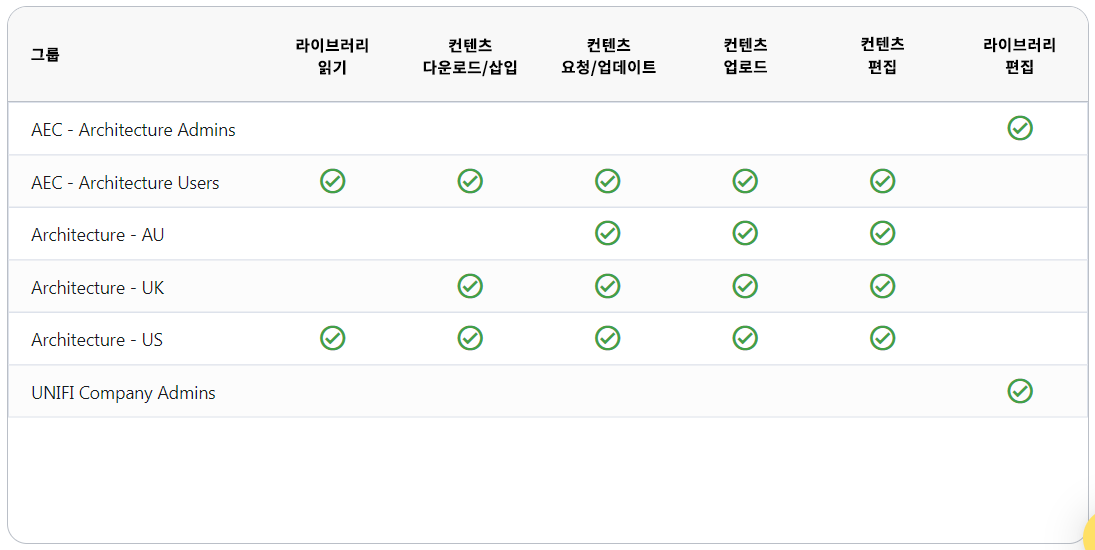 그룹
라이브러리
읽기
컨텐츠
다운로드/삽입
컨텐츠
요청/업데이트
컨텐츠
업로드
컨텐츠
편집
라이브러리
편집
AEC - Architecture Admins
AEC - Architecture Users
Architecture - AU
Architecture - UK
Architecture - US
UNIFI Company Admins